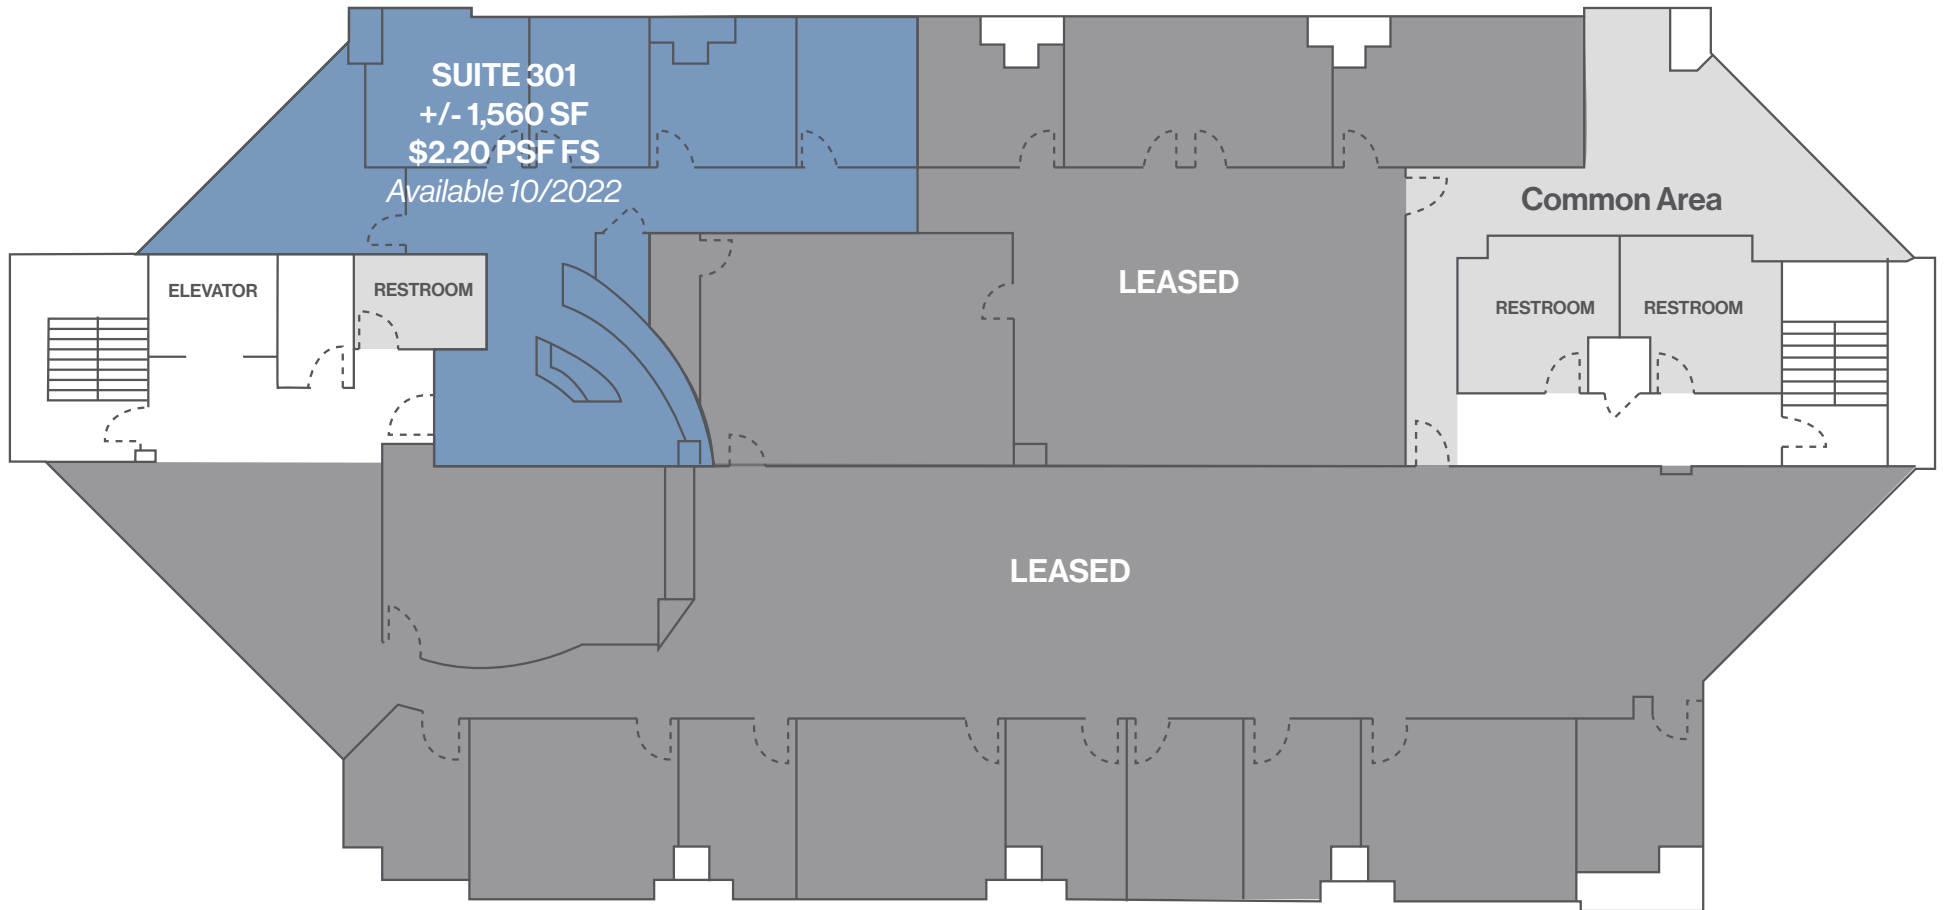 SUITE 301
+/- 1,560 SF
$2.20 PSF FS
Available 10/2022
Common Area
LEASED
ELEVATOR
RESTROOM
RESTROOM
RESTROOM
LEASED